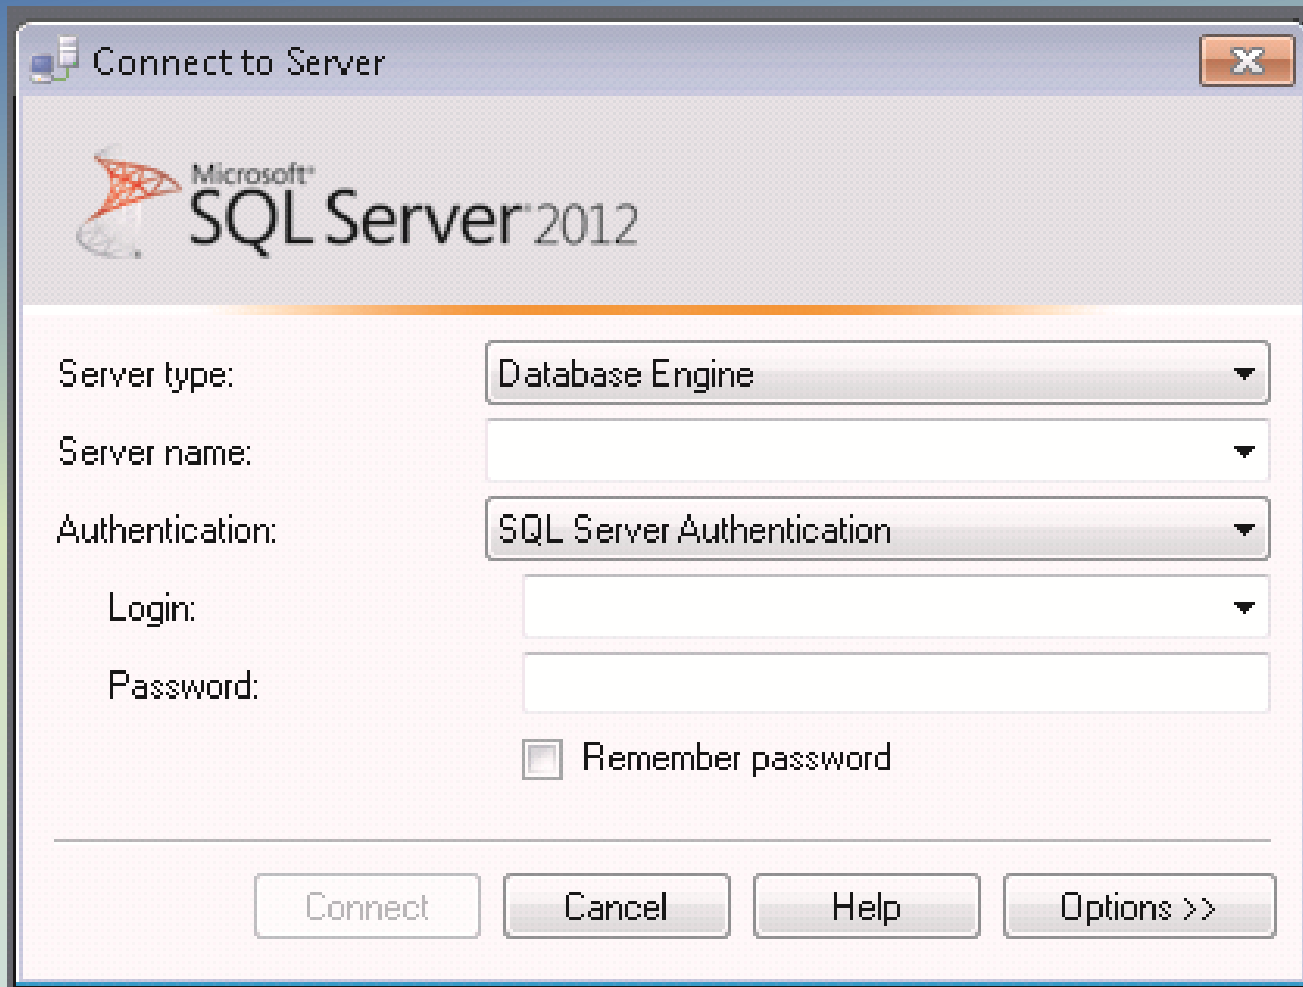 Connect to Server
Microsoft®
SQL Server® 2012
Server type: Database Engine
Server name:
Authentication: SQL Server Authentication
Login:
Password:
Remember password
Connect Cancel Help Options >>